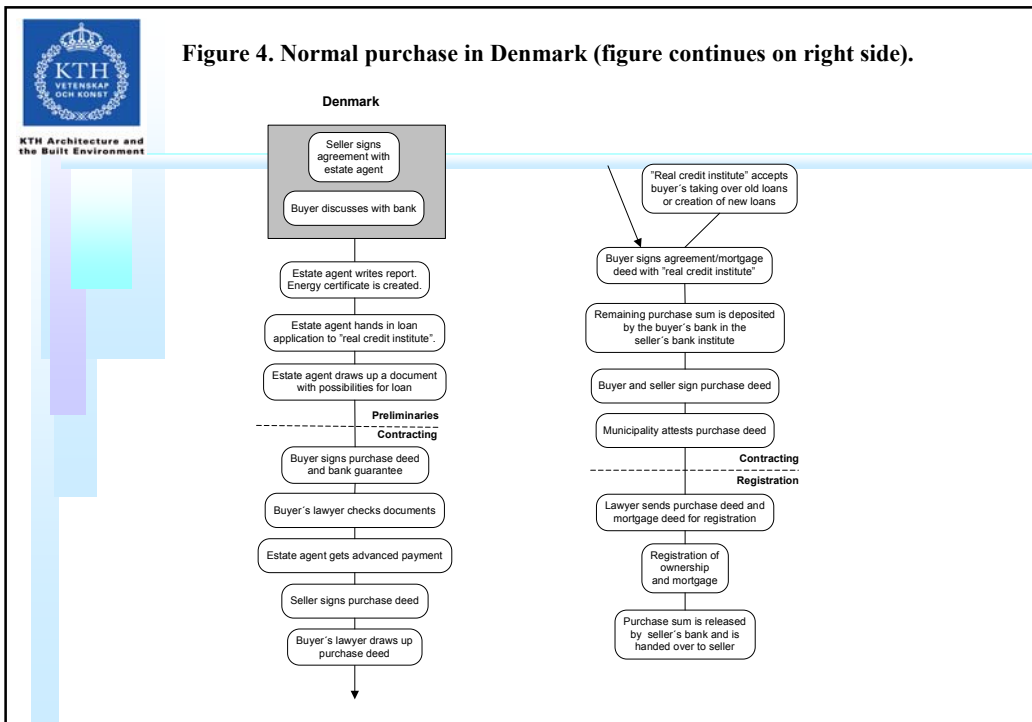 Figure 4. Normal purchase in Denmark (figure continues on right side).
KTH
VETENSKAP
OCH KONST
KTH Architecture and
the Built Environment
Denmark
Seller signs
agreement with
estate agent
Buyer discusses with bank
Estate agent writes report.
Energy certificate is created.
Estate agent hands in loan
application to ”real credit institute”.
Estate agent draws up a document
with possibilities for loan
Preliminaries
Contracting
Buyer signs purchase deed
and bank guarantee
Buyer´s lawyer checks documents
Estate agent gets advanced payment
Seller signs purchase deed
Buyer´s lawyer draws up
purchase deed
”Real credit institute” accepts
buyer´s taking over old loans
or creation of new loans
Buyer signs agreement/mortgage
deed with ”real credit institute”
Remaining purchase sum is deposited
by the buyer´s bank in the
seller´s bank institute
Buyer and seller sign purchase deed
Municipality attests purchase deed
Contracting
Registration
Lawyer sends purchase deed and
mortgage deed for registration
Registration of
ownership
and mortgage
Purchase sum is released
by seller´s bank and is
handed over to seller